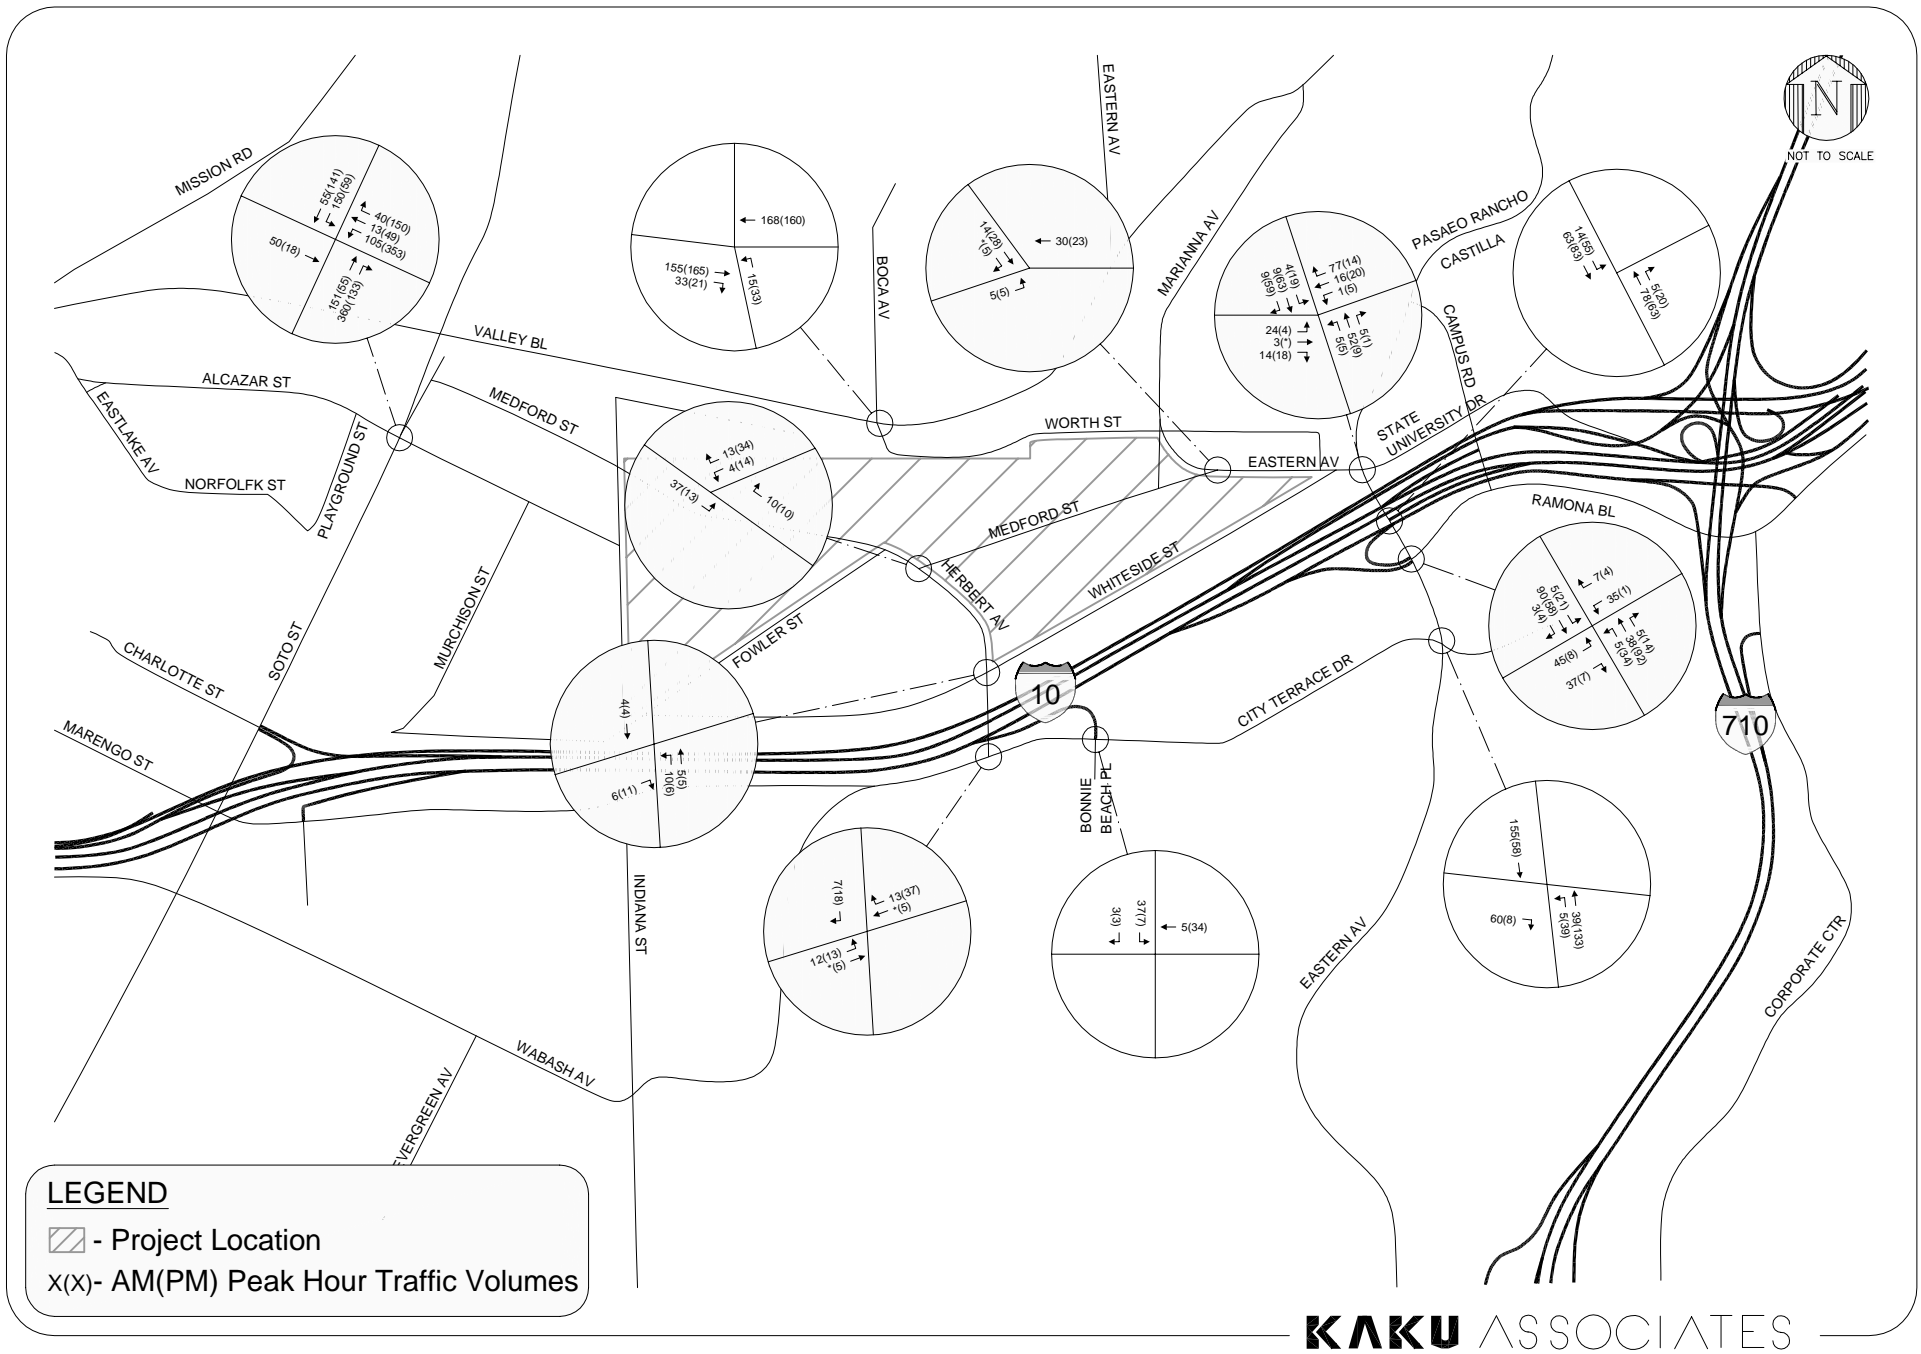 EASTERN AV
N
NOT TO SCALE
MISSION RD
55(141)
150(59)
40(150)
13(49)
105(353)
50(18)
151(55)
360(133)
168(160)
155(165)
33(21)
15(33)
BOCA AV
14(28)
*(5)
30(23)
5(5)
MARIANNA AV
4(19)
9(63)
9(59)
77(14)
16(20)
1(5)
24(4)
3(*)
14(18)
5(1)
52(9)
5(5)
PASAEO RANCHO
CASTILLA
14(55)
63(83)
5(20)
78(63)
CAMPUS RD
VALLEY BL
ALCAZAR ST
EASTLAKE AV
MEDFORD ST
PLAYGROUND ST
NORFOLFK ST
WORTH ST
EASTERN AV
STATE
UNIVERSITY DR
13(34)
4(14)
37(13)
10(10)
MEDFORD ST
RAMONA BL
HERBERT AV
WHITESIDE ST
FOWLER ST
MURCHISON ST
SOTO ST
CHARLOTTE ST
MARENGO ST
7(4)
35(1)
5(21)
90(58)
3(4)
5(14)
38(92)
5(34)
45(8)
37(7)
4(4)
5(5)
10(6)
6(11)
10
710
CITY TERRACE DR
BONNIE
BEACH PL
155(58)
60(8)
39(133)
5(39)
7(18)
13(37)
*(5)
12(13)
*(5)
3(3)
37(7)
5(34)
INDIANA ST
EASTERN AV
CORPORATE CTR
WABASH AV
EVERGREEN AV
LEGEND
- Project Location
X(X)- AM(PM) Peak Hour Traffic Volumes
KAKU ASSOCIATES